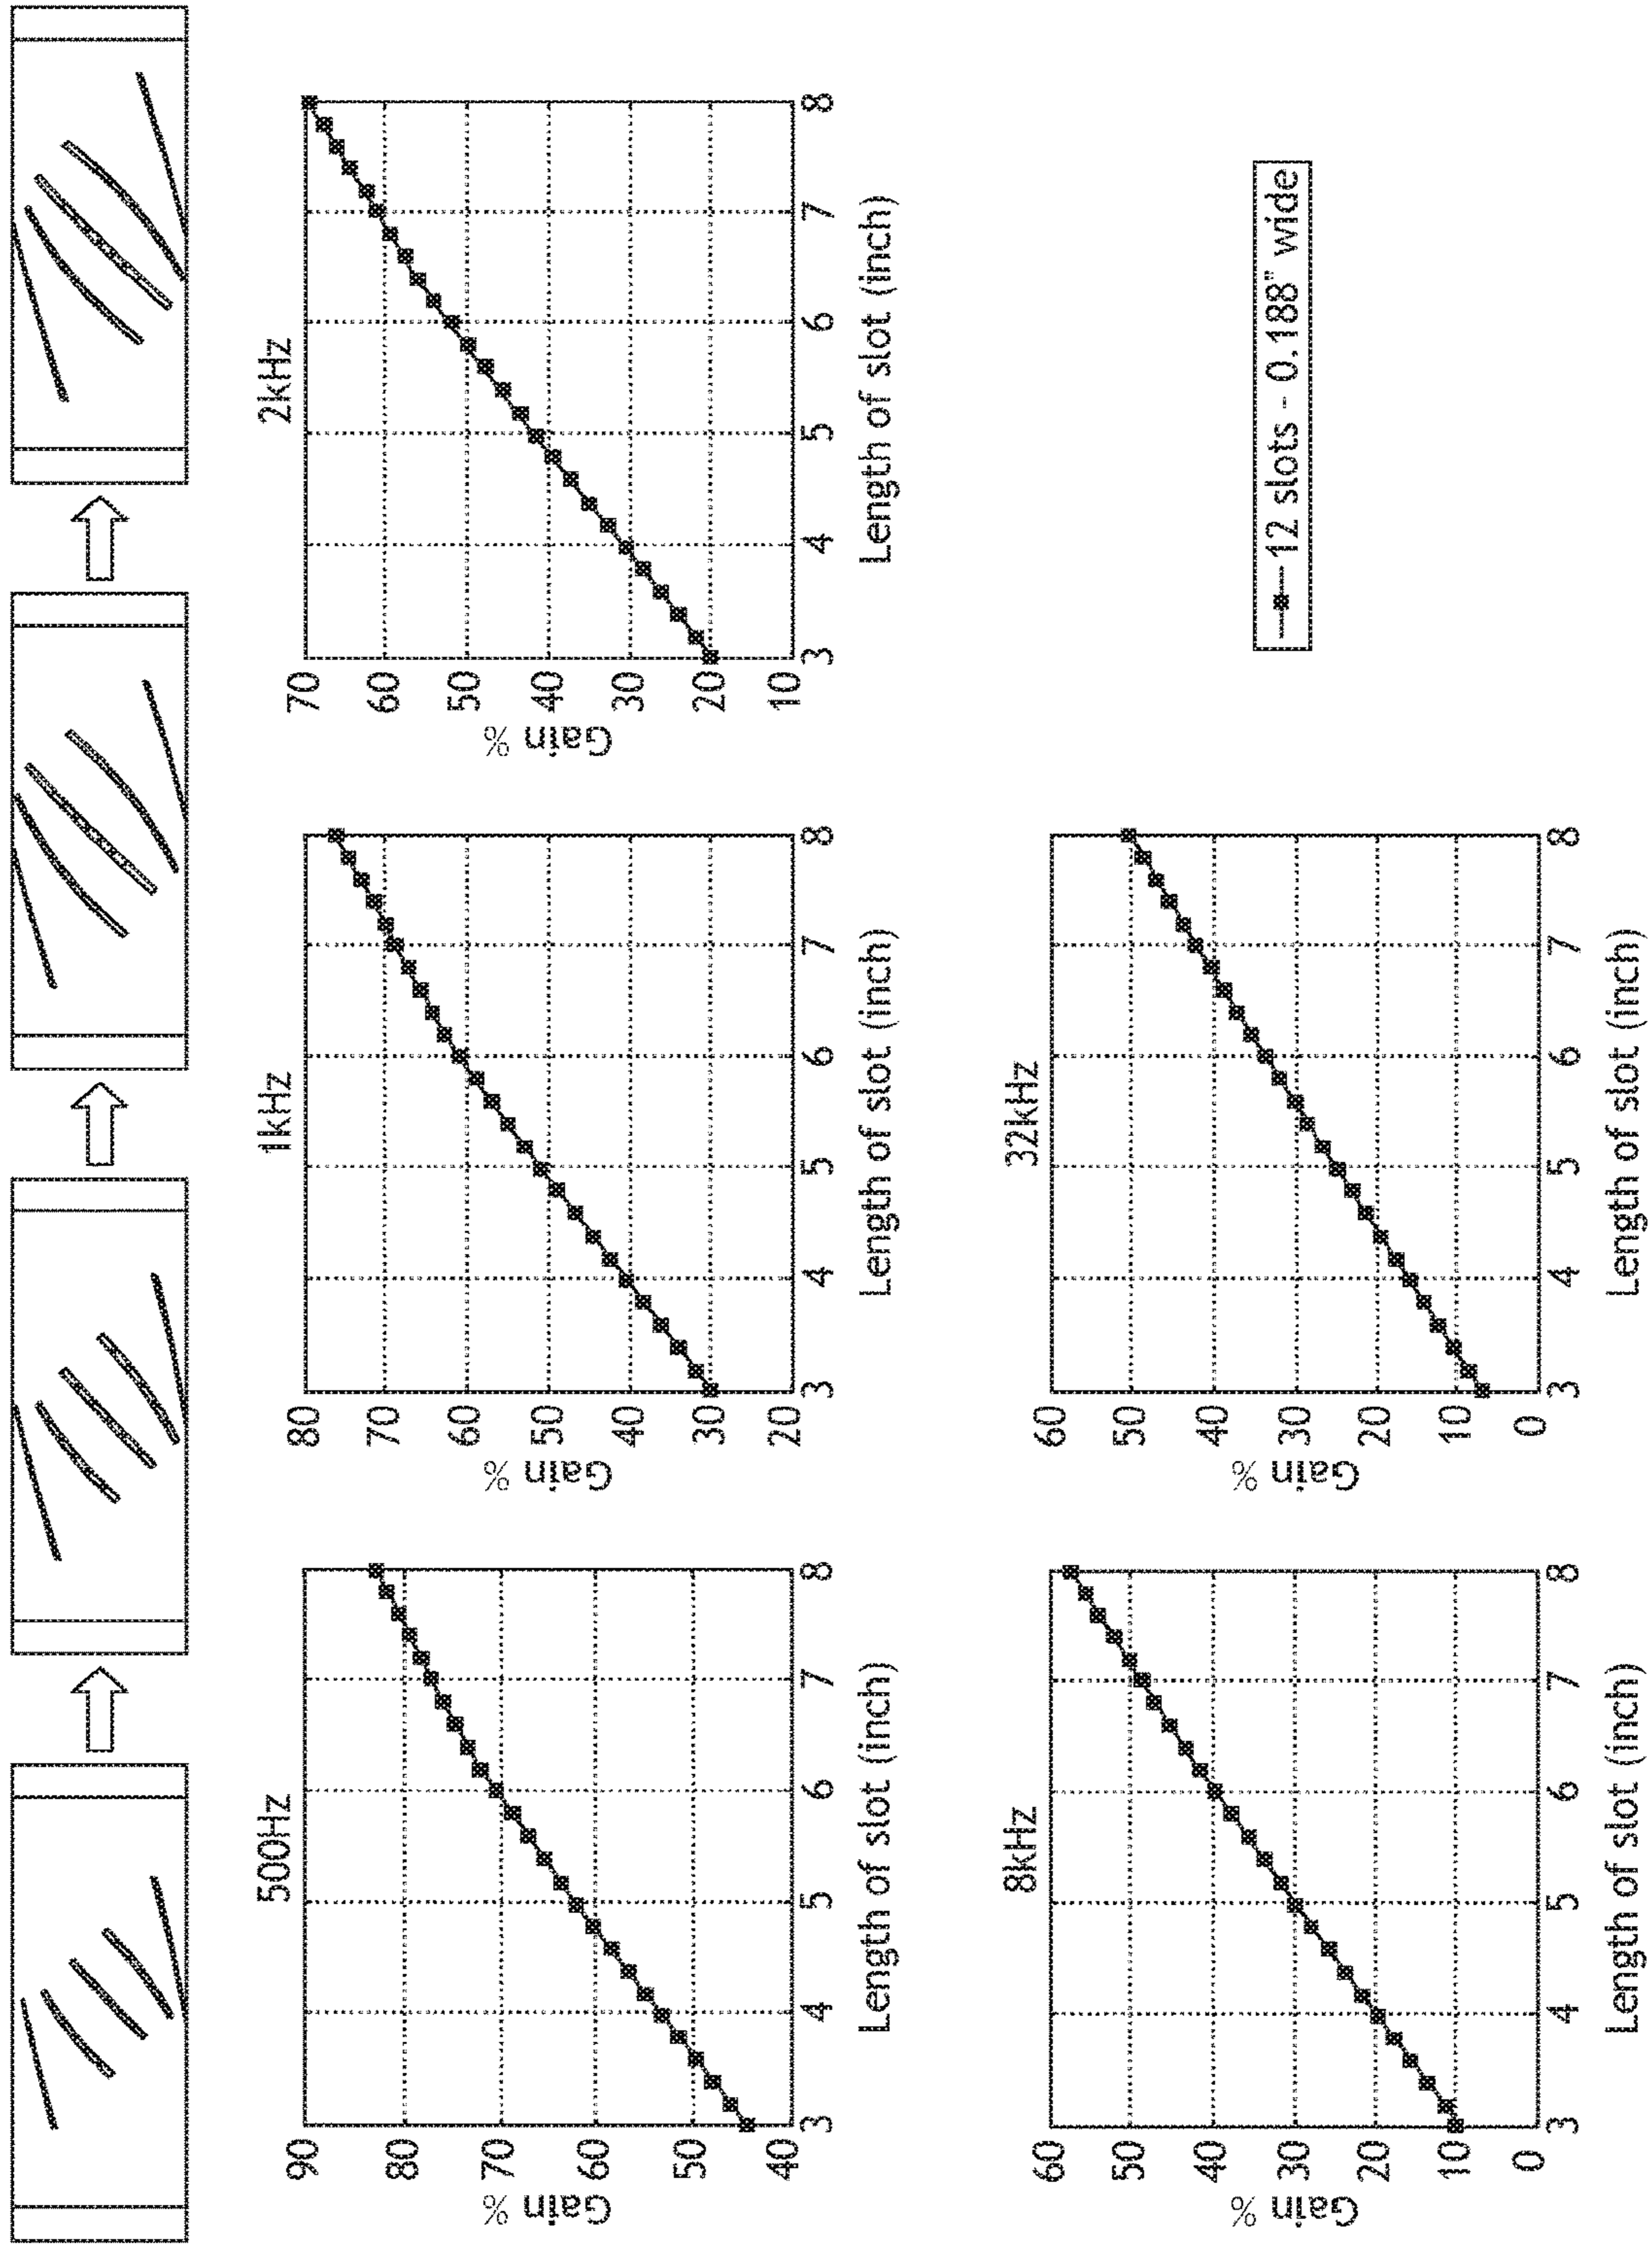 500Hz
Gain %
90
80
70
60
50
40
3 4 5 6 7 8
Length of slot (inch)
1kHz
Gain %
80
70
60
50
40
30
20
3 4 5 6 7 8
Length of slot (inch)
2kHz
Gain %
70
60
50
40
30
20
10
3 4 5 6 7 8
Length of slot (inch)
8kHz
Gain %
60
50
40
30
20
10
0
3 4 5 6 7 8
Length of slot (inch)
32kHz
Gain %
60
50
40
30
20
10
0
3 4 5 6 7 8
Length of slot (inch)
12 slots - 0.188" wide